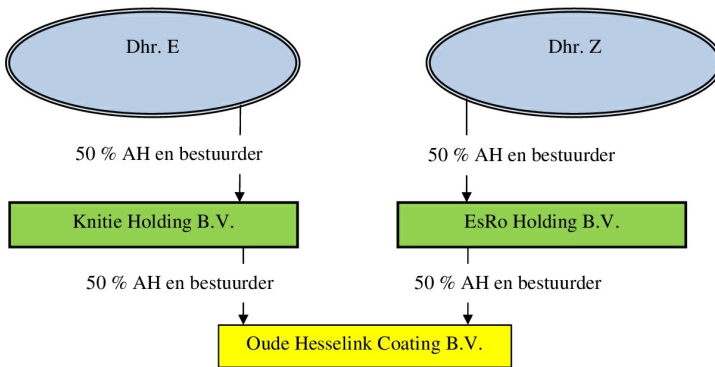 Dhr. E
Dhr. Z
50 % AH en bestuurder
50 % AH en bestuurder
Knitie Holding B.V.
EsRo Holding B.V.
50 % AH en bestuurder
50 % AH en bestuurder
Oude Hesselink Coating B.V.